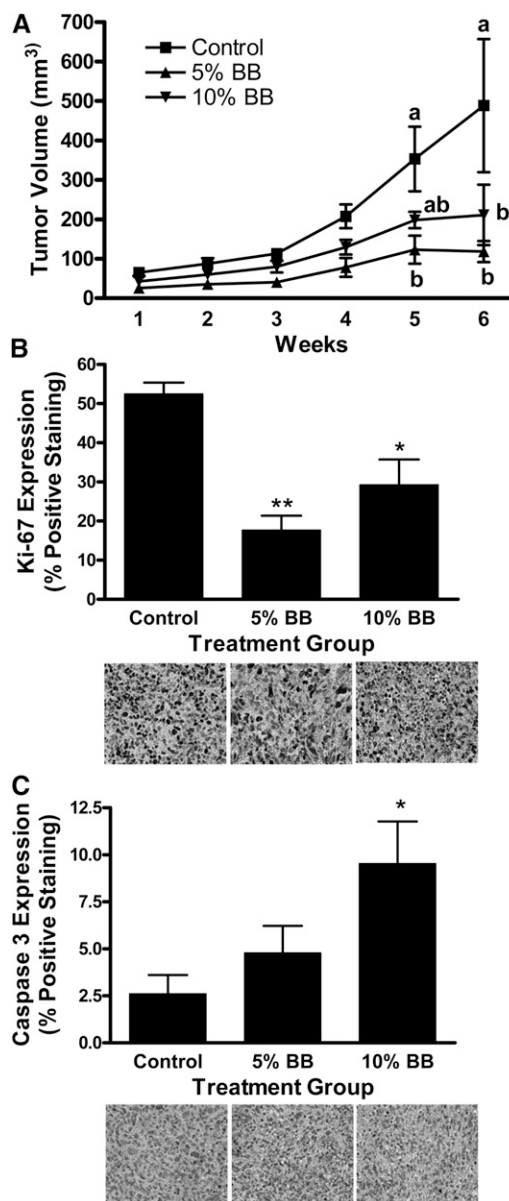 A
Tumor Volume (mm³)
700
600
500
400
300
200
100
0
Control
5% BB
10% BB
a
a
ab
b
b
b
1 2 3 4 5 6
Weeks
B
Ki-67 Expression
(% Positive Staining)
60
50
40
30
20
10
0
**
*
Control 5% BB 10% BB
Treatment Group
C
Caspase 3 Expression
(% Positive Staining)
12.5
10.0
7.5
5.0
2.5
0.0
*
Control 5% BB 10% BB
Treatment Group